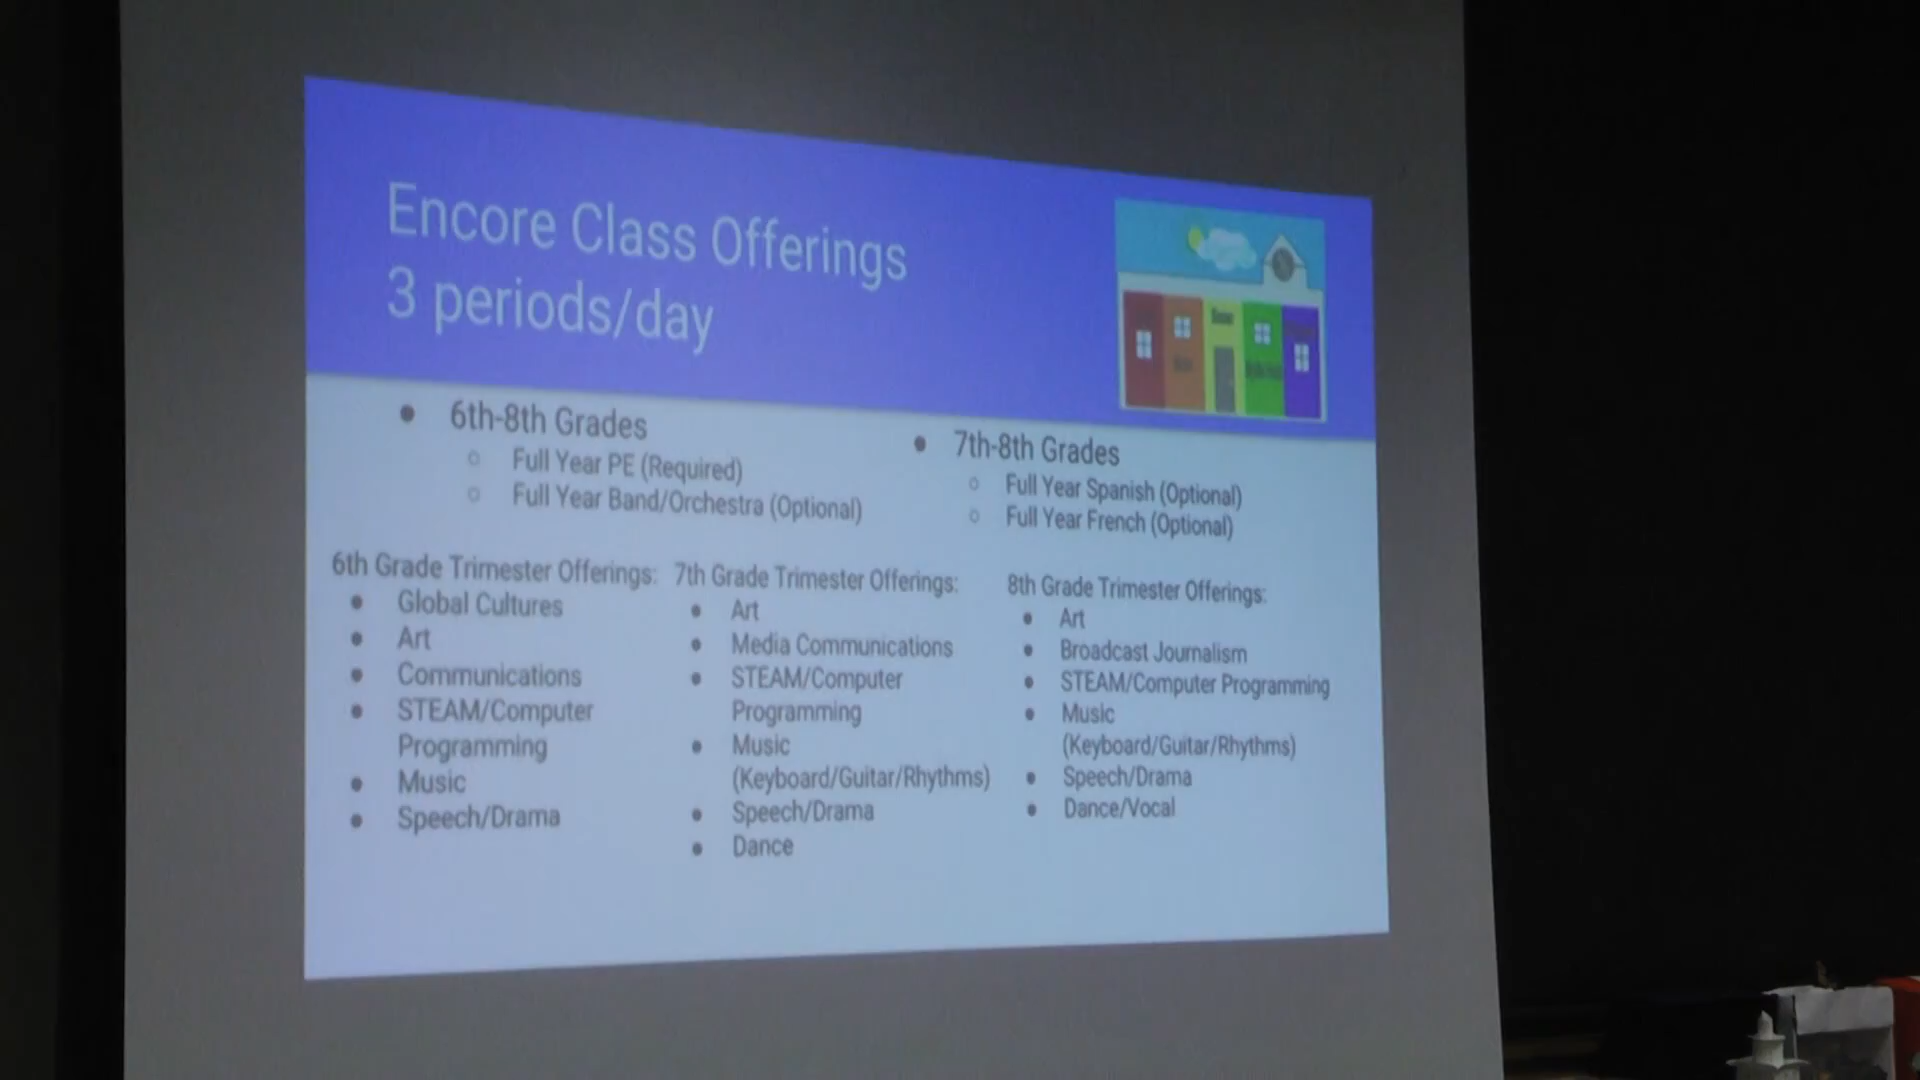 Encore Class Offerings
3 periods/day
6th-8th Grades
Full Year PE (Required)
Full Year Band/Orchestra (Optional)
7th-8th Grades
Full Year Spanish (Optional)
Full Year French (Optional)
6th Grade Trimester Offerings:
Global Cultures
Art
Communications
STEAM/Computer
Programming
Music
Speech/Drama
7th Grade Trimester Offerings:
Art
Media Communications
STEAM/Computer
Programming
Music
(Keyboard/Guitar/Rhythms)
Speech/Drama
Dance
8th Grade Trimester Offerings:
Art
Broadcast Journalism
STEAM/Computer Programming
Music
(Keyboard/Guitar/Rhythms)
Speech/Drama
Dance/Vocal